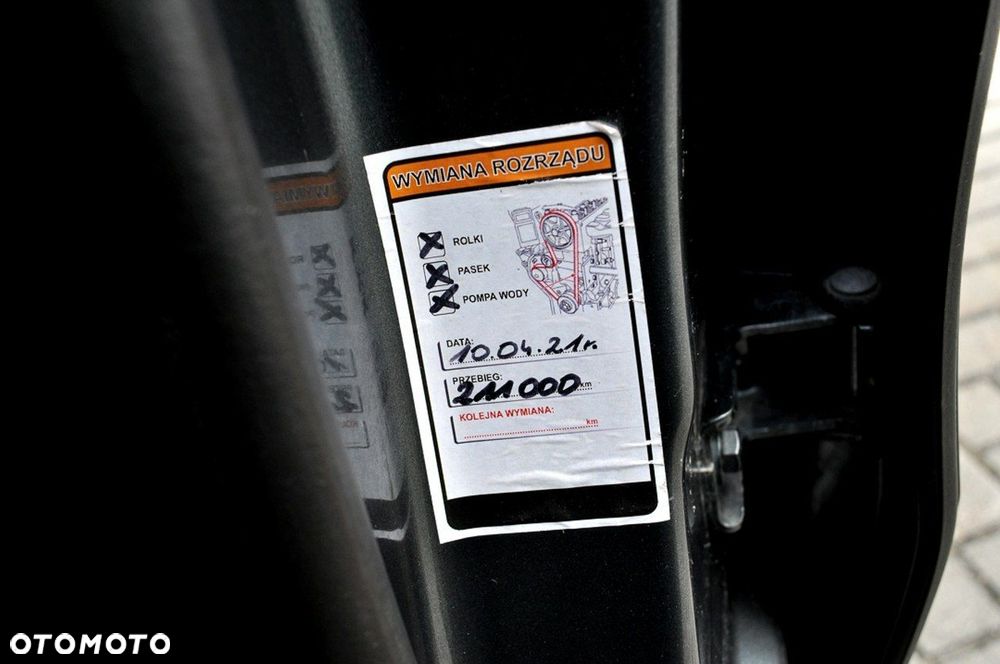 WYMIANA ROZRZĄDU
ROLKI
PASEK
POMPA WODY
DATA:
10.04.21r.
PRZEBIEG:
211000 km
KOLEJNA WYMIANA:
km
OTOMOTO